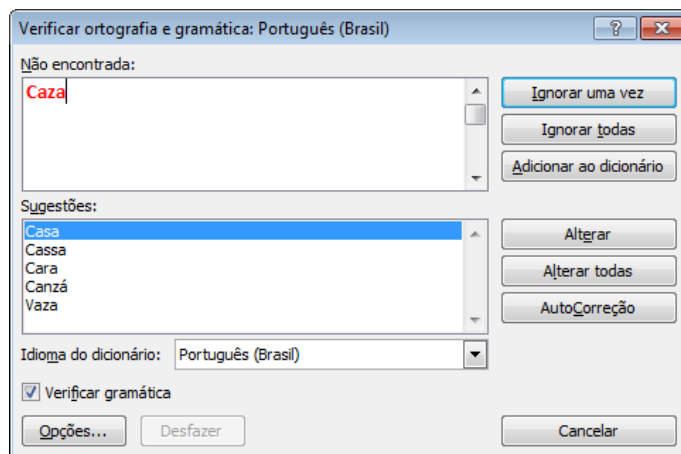 Verificar ortografia e gramática: Português (Brasil)
Não encontrada:
Caza
Ignorar uma vez
Ignorar todas
Adicionar ao dicionário
Sugestões:
Casa
Cassa
Cara
Canzá
Vaza
Alterar
Alterar todas
AutoCorreção
Idioma do dicionário: Português (Brasil)
Verificar gramática
Opções... Desfazer Cancelar